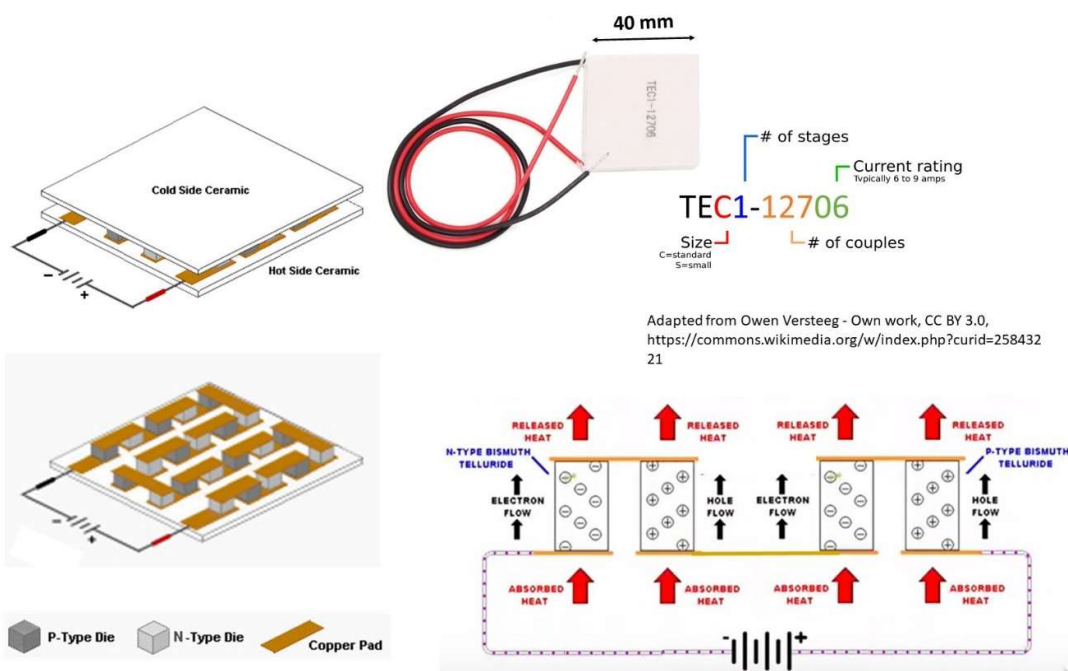 40 mm
TEC1-12706
# of stages
Current rating
Typically 6 to 9 amps
TEC1-12706
Size
C=standard
S=small
# of couples
Cold Side Ceramic
Hot Side Ceramic
−
+
Adapted from Owen Versteeg - Own work, CC BY 3.0,
https://commons.wikimedia.org/w/index.php?curid=258432
21
RELEASED
HEAT
RELEASED
HEAT
RELEASED
HEAT
RELEASED
HEAT
N-TYPE BISMUTH
TELLURIDE
P-TYPE BISMUTH
TELLURIDE
ELECTRON
FLOW
HOLE
FLOW
ELECTRON
FLOW
HOLE
FLOW
ABSORBED
HEAT
ABSORBED
HEAT
ABSORBED
HEAT
ABSORBED
HEAT
-
+
P-Type Die
N-Type Die
Copper Pad